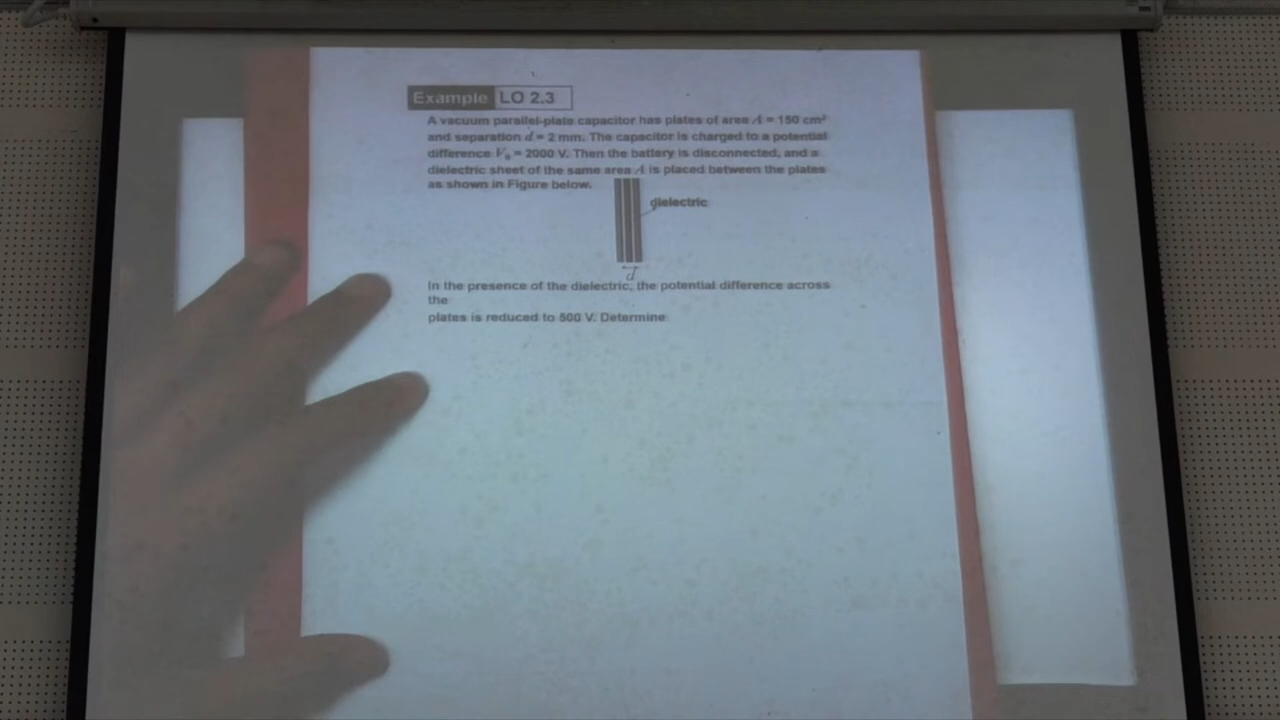 Example LO 2.3
A vacuum parallel-plate capacitor has plates of area A = 150 cm²
and separation d = 2 mm. The capacitor is charged to a potential
difference V₀ = 2000 V. Then the battery is disconnected, and a
dielectric sheet of the same area A is placed between the plates
as shown in Figure below.
dielectric
d
In the presence of the dielectric, the potential difference across
the
plates is reduced to 500 V. Determine